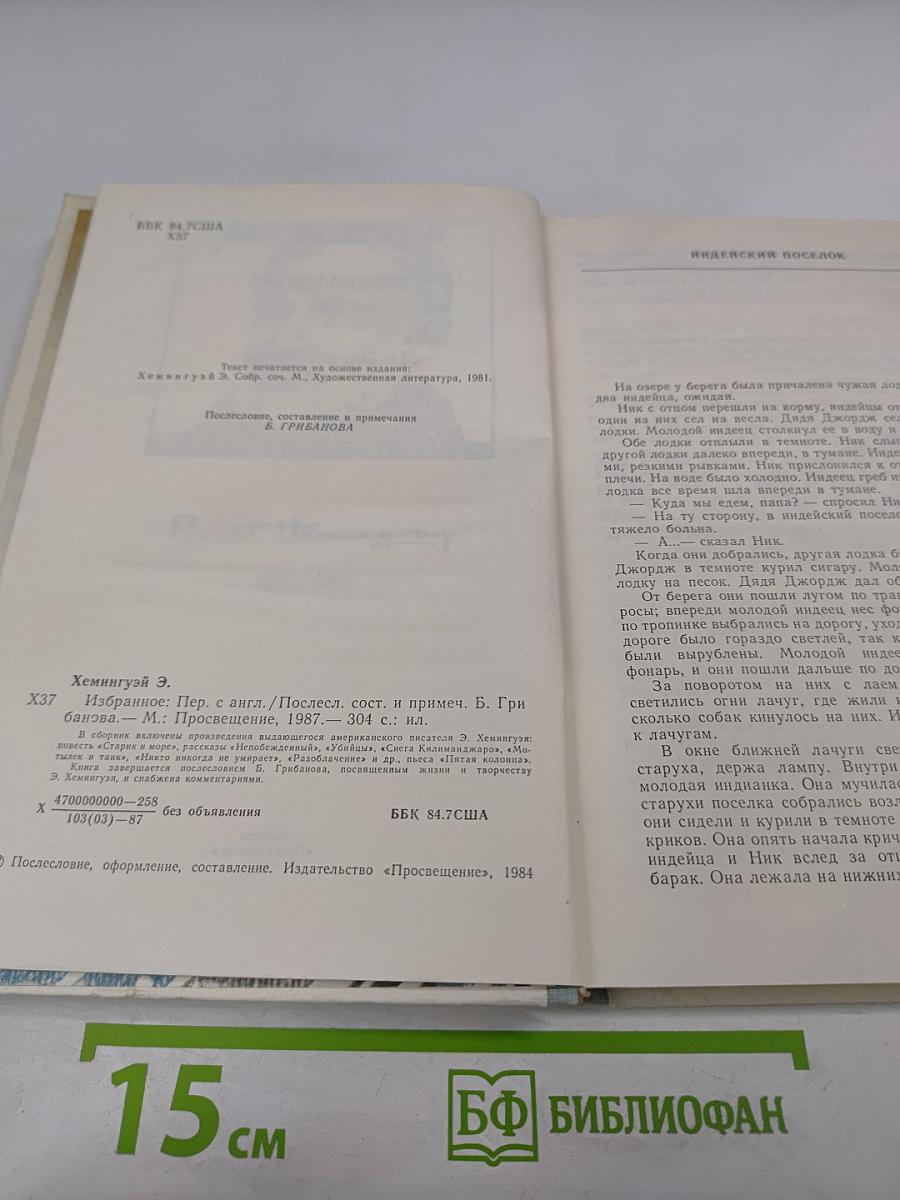 ББК 84.7США
Х37
Текст печатается на основе издания:
Хемингуэй Э. Собр. соч. М., Художественная литература, 1981.
Послесловие, составление и примечания
Б. ГРИБАНОВА
Хемингуэй Э.
Х37 Избранное: Пер. с англ./Послесл. сост. и примеч. Б. Гри
банова.— М.: Просвещение, 1987.— 304 с.: ил.
В сборник включены произведения выдающегося американского писателя Э. Хемингуэя:
повесть «Старик и море», рассказы «Непобежденный», «Убийцы», «Снега Килиманджаро», «Мо-
тылек и танк», «Никто никогда не умирает», «Разоблачение» и др., пьеса «Пятая колонна».
Книга завершается послесловием Б. Грибанова, посвященным жизни и творчеству
Э. Хемингуэя, и снабжена комментариями.
Х 4700000000—258 без объявления ББК 84.7США
103(03)—87
Послесловие, оформление, составление. Издательство «Просвещение», 1984
ИНДЕЙСКИЙ ПОСЕЛОК
На озере у берега была причалена чужая лод
два индейца, ожидая.
Ник с отцом перешли на корму, индейцы от
один из них сел на весла. Дядя Джордж сел
лодки. Молодой индеец столкнул ее в воду и
Обе лодки отплыли в темноте. Ник слы
другой лодки далеко впереди, в тумане. Инде
ми, резкими рывками. Ник прислонился к от
плечи. На воде было холодно. Индеец греб и
лодка все время шла впереди в тумане.
— Куда мы едем, папа? — спросил Ни
— На ту сторону, в индейский посело
тяжело больна.
— А...— сказал Ник.
Когда они добрались, другая лодка б
Джордж в темноте курил сигару. Мол
лодку на песок. Дядя Джордж дал об
От берега они пошли лугом по трав
росы; впереди молодой индеец нес фо
по тропинке выбрались на дорогу, уход
дороге было гораздо светлей, так к
были вырублены. Молодой индее
фонарь, и они пошли дальше по до
За поворотом на них с лаем
светились огни лачуг, где жили и
сколько собак кинулось на них. И
к лачугам.
В окне ближней лачуги све
старуха, держа лампу. Внутри
молодая индианка. Она мучилас
старухи поселка собрались возл
они сидели и курили в темноте
криков. Она опять начала крич
индейца и Ник вслед за отц
барак. Она лежала на нижних
15 см
БФ БИБЛИОФАН